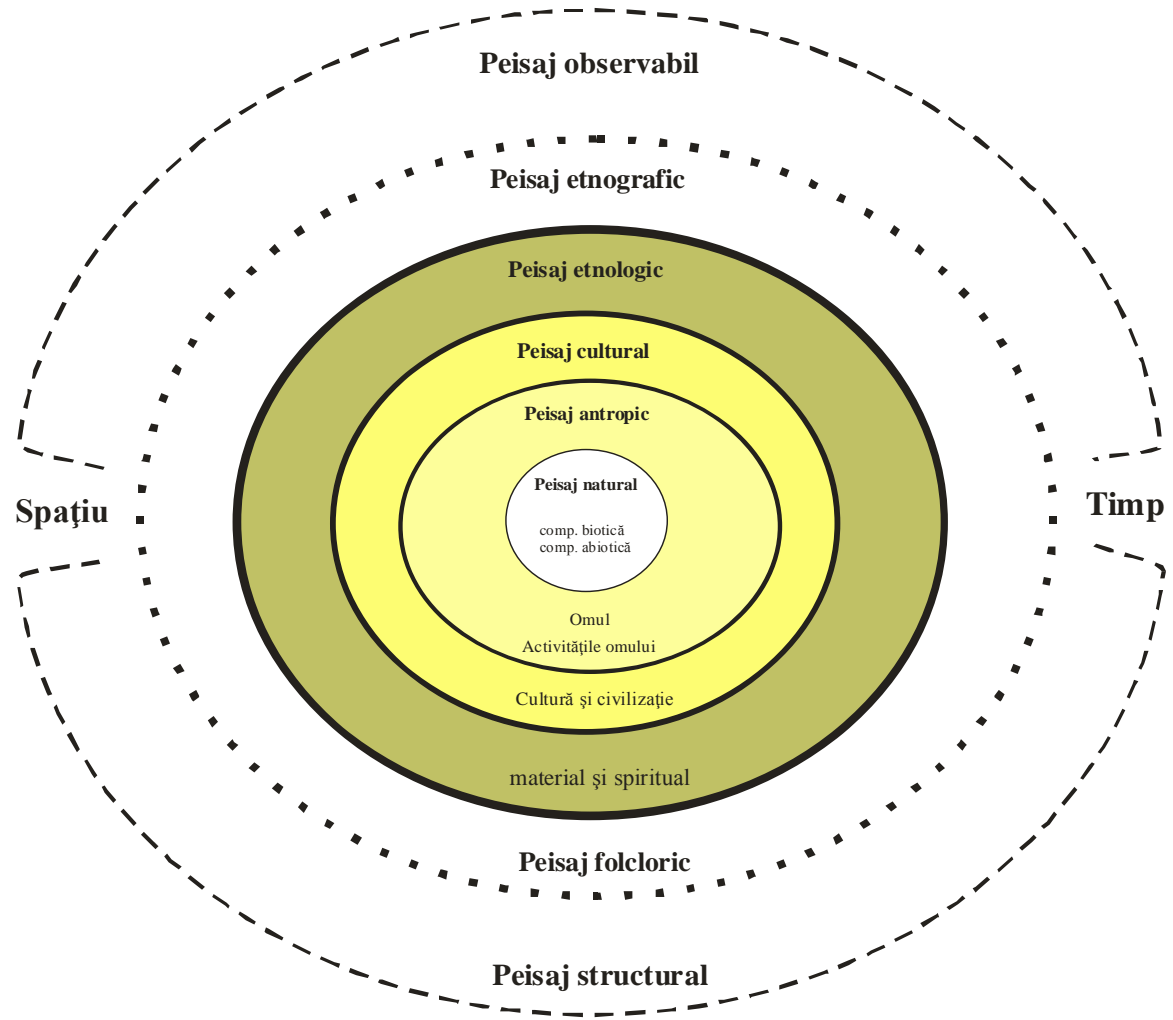 Peisaj observabil
Peisaj etnografic
Peisaj etnologic
Peisaj cultural
Peisaj antropic
Peisaj natural
Spaţiu
Timp
comp. biotică
comp. abiotică
Omul
Activităţile omului
Cultură şi civilizaţie
material şi spiritual
Peisaj folcloric
Peisaj structural